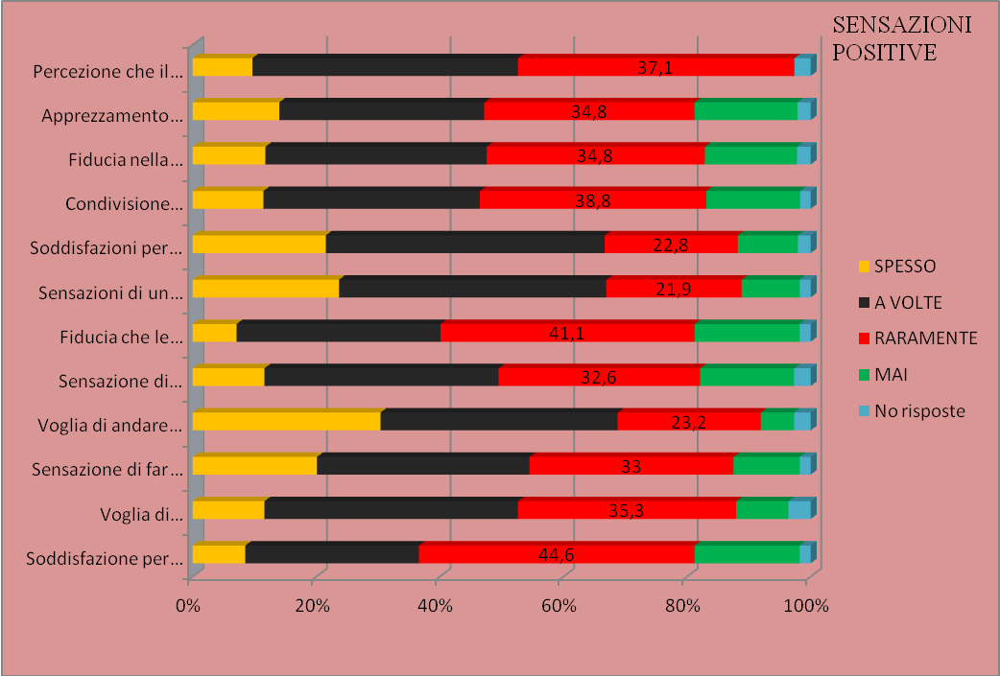 SENSAZIONI
POSITIVE
Percezione che il...
37,1
Apprezzamento...
34,8
Fiducia nella...
34,8
Condivisione...
38,8
Soddisfazioni per...
22,8
Sensazioni di un...
21,9
Fiducia che le...
41,1
Sensazione di...
32,6
Voglia di andare...
23,2
Sensazione di far...
33
Voglia di...
35,3
Soddisfazione per...
44,6
0% 20% 40% 60% 80% 100%
SPESSO
A VOLTE
RARAMENTE
MAI
No risposte